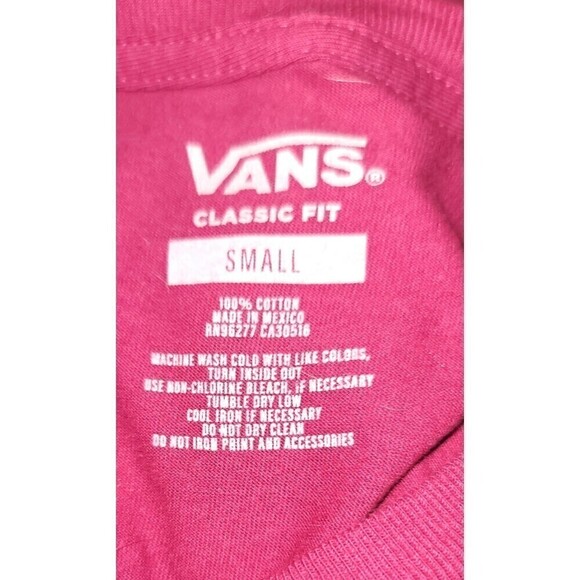 VANS®
CLASSIC FIT
SMALL
100% COTTON
MADE IN MEXICO
RN96277 CA30516
MACHINE WASH COLD WITH LIKE COLORS,
TURN INSIDE OUT
USE NON-CHLORINE BLEACH, IF NECESSARY
TUMBLE DRY LOW
COOL IRON IF NECESSARY
DO NOT DRY CLEAN
DO NOT IRON PRINT AND ACCESSORIES